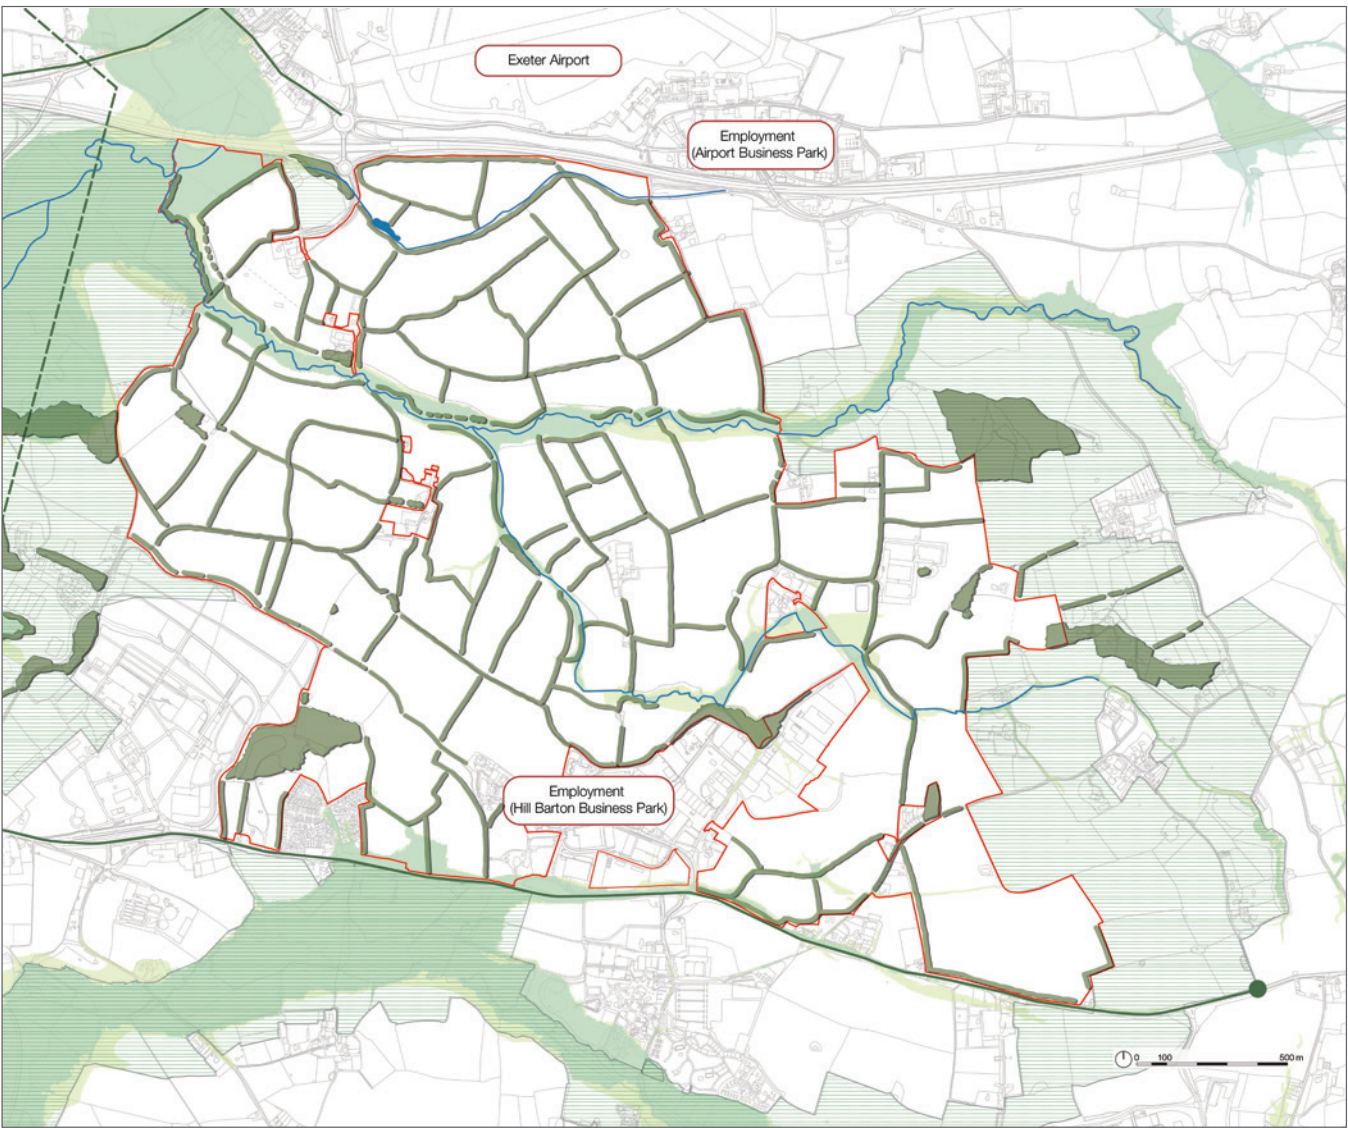 Exeter Airport
Employment
(Airport Business Park)
Employment
(Hill Barton Business Park)
0 100 500 m